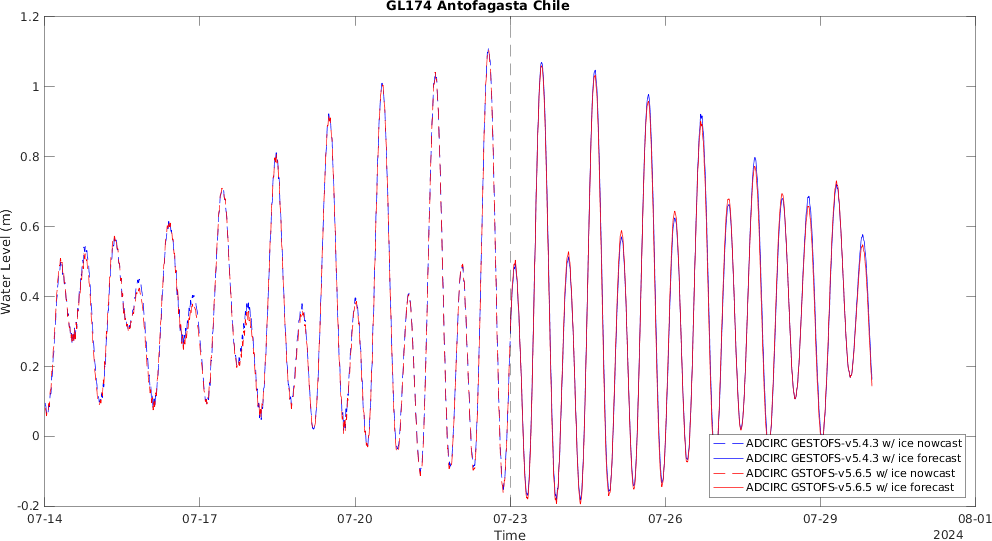 GL174 Antofagasta Chile
1.2
1
0.8
0.6
0.4
0.2
0
-0.2
Water Level (m)
07-14
07-17
07-20
07-23
07-26
07-29
08-01
Time
2024
ADCIRC GESTOFS-v5.4.3 w/ ice nowcast
ADCIRC GESTOFS-v5.4.3 w/ ice forecast
ADCIRC GSTOFS-v5.6.5 w/ ice nowcast
ADCIRC GSTOFS-v5.6.5 w/ ice forecast